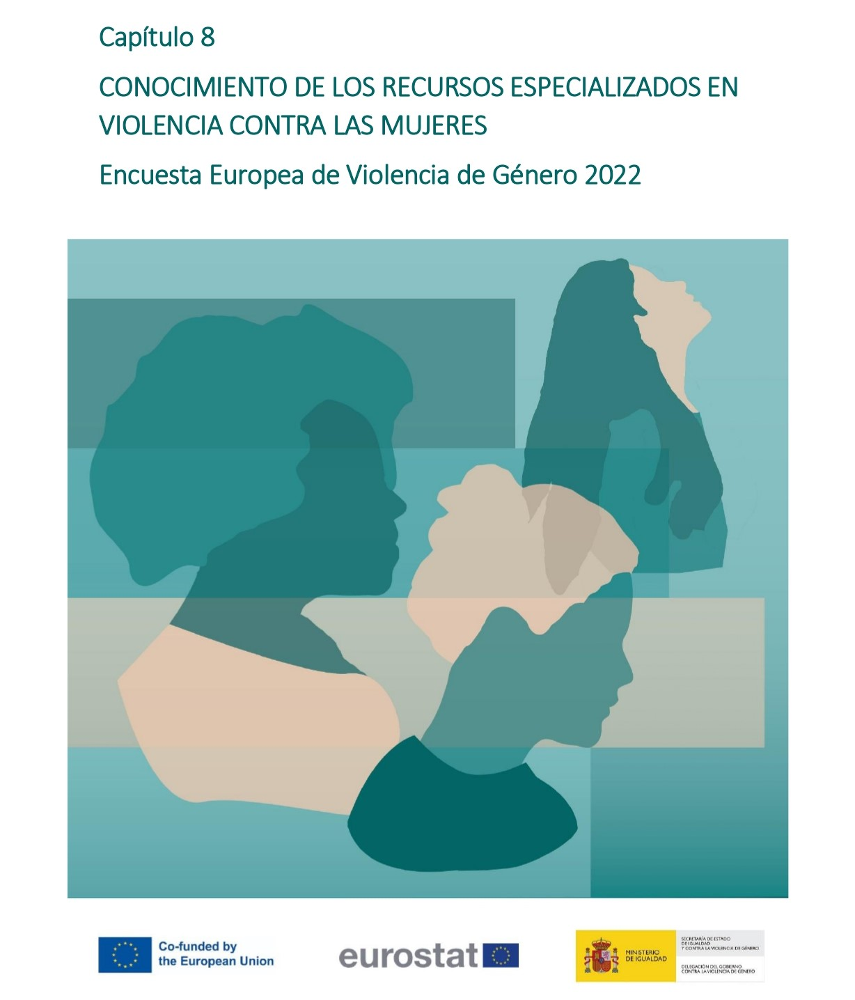 Capítulo 8
CONOCIMIENTO DE LOS RECURSOS ESPECIALIZADOS EN
VIOLENCIA CONTRA LAS MUJERES
Encuesta Europea de Violencia de Género 2022
Co-funded by
the European Union
eurostat
MINISTERIO
DE IGUALDAD
SECRETARÍA DE ESTADO
DE IGUALDAD
Y CONTRA LA VIOLENCIA DE GÉNERO
DELEGACIÓN DEL GOBIERNO
CONTRA LA VIOLENCIA DE GÉNERO